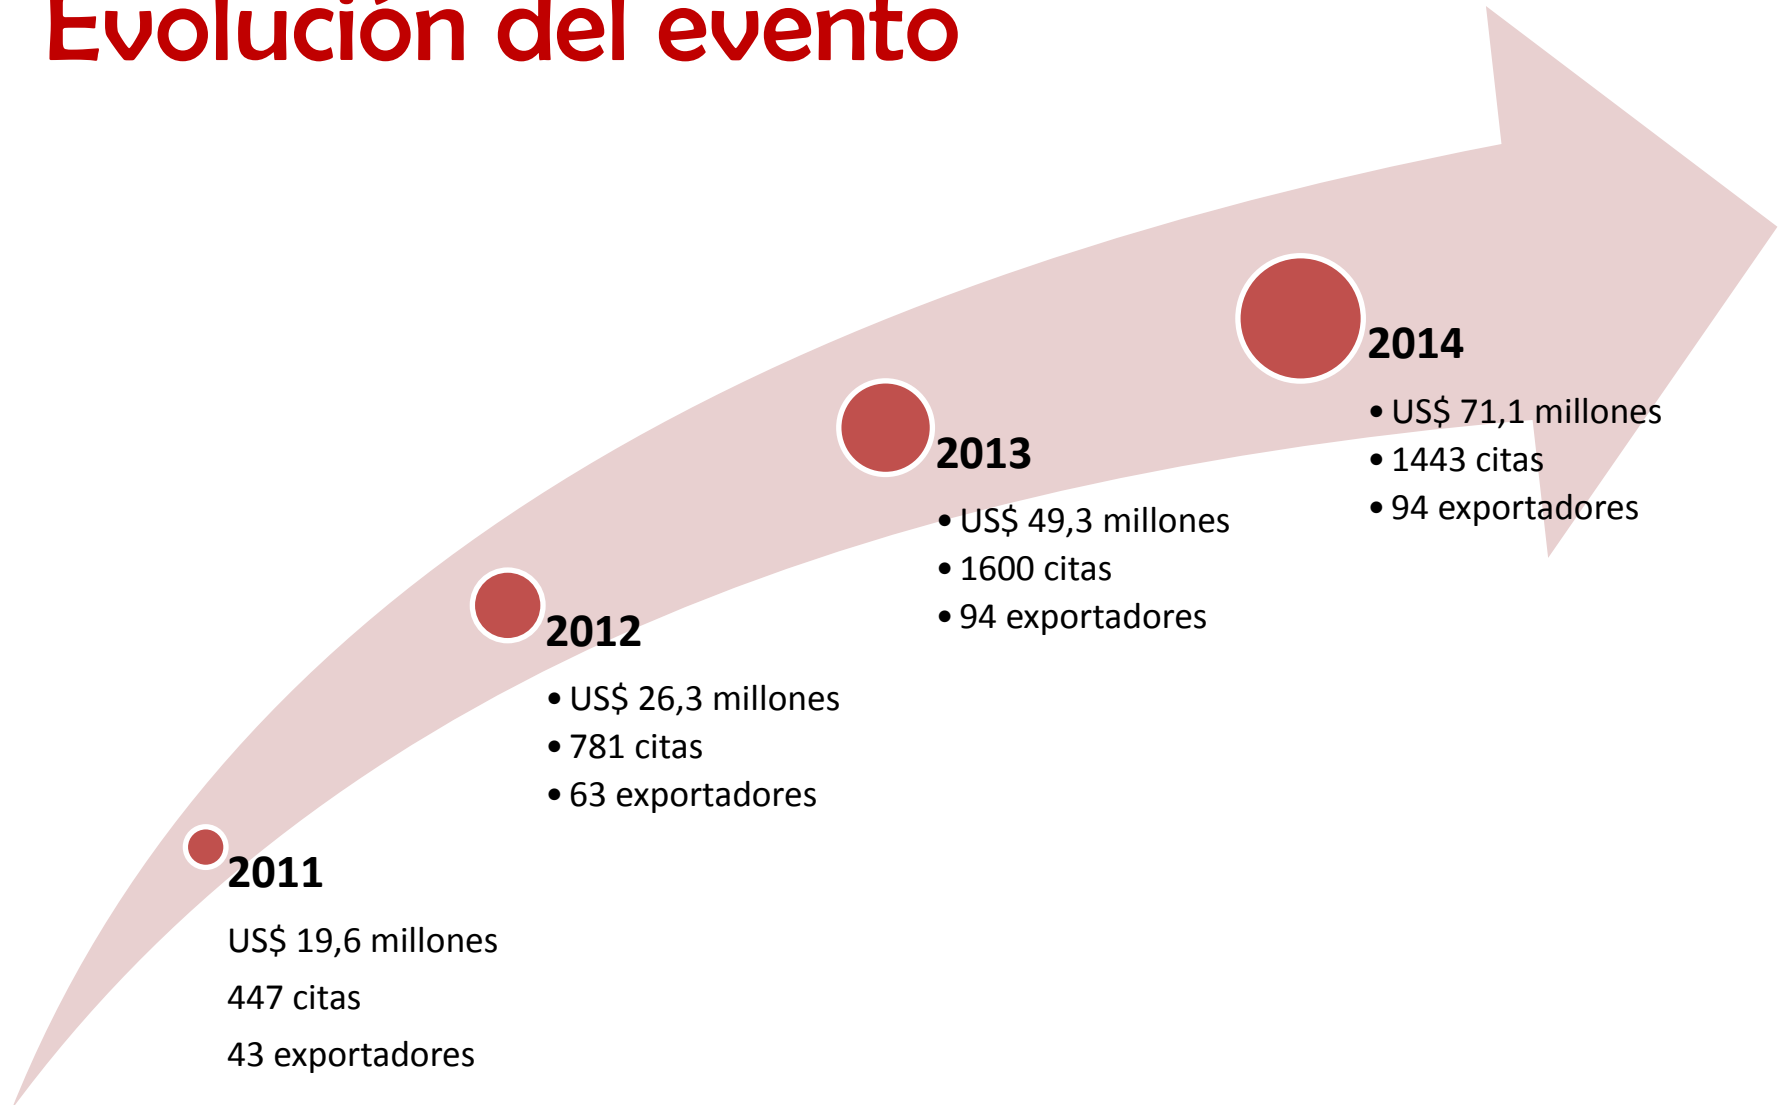 Evolución del evento
2014
• US$ 71,1 millones
• 1443 citas
• 94 exportadores
2013
• US$ 49,3 millones
• 1600 citas
• 94 exportadores
2012
• US$ 26,3 millones
• 781 citas
• 63 exportadores
2011
US$ 19,6 millones
447 citas
43 exportadores